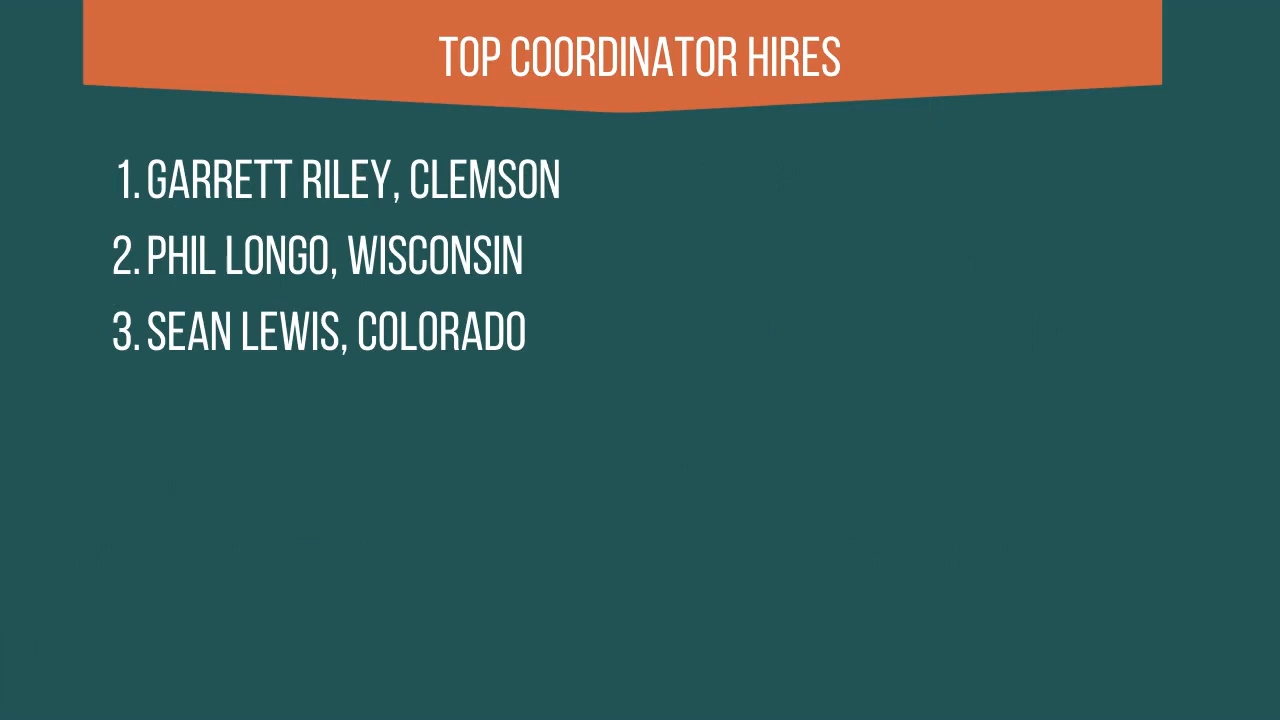 TOP COORDINATOR HIRES
1. GARRETT RILEY, CLEMSON
2. PHIL LONGO, WISCONSIN
3. SEAN LEWIS, COLORADO